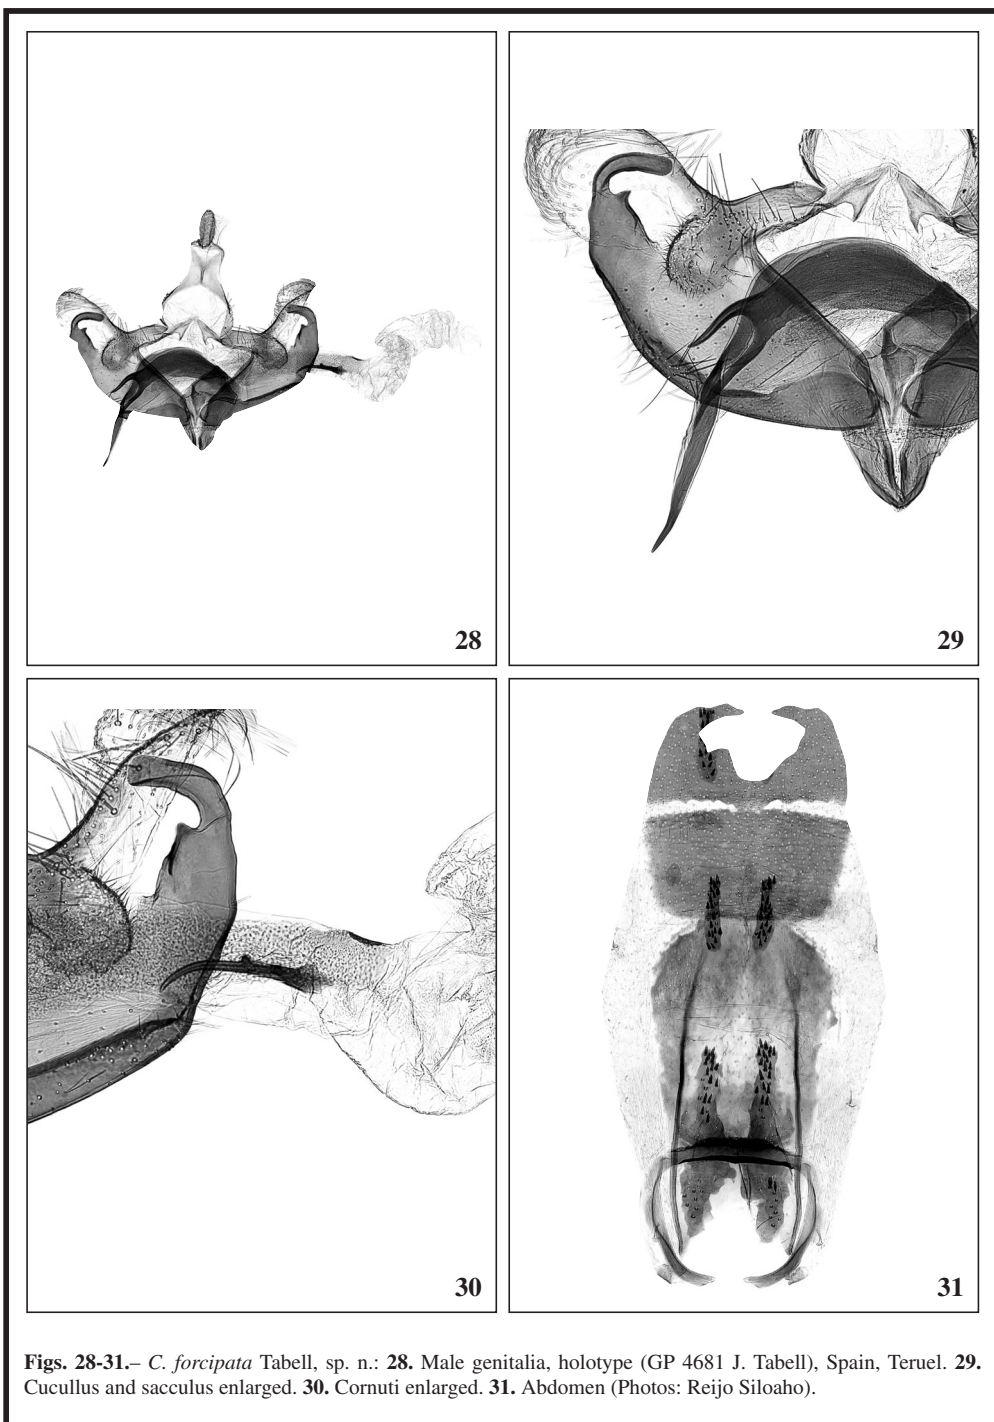 28
29
30
31
Figs. 28-31.– C. forcipata Tabell, sp. n.: 28. Male genitalia, holotype (GP 4681 J. Tabell), Spain, Teruel. 29.
Cucullus and sacculus enlarged. 30. Cornuti enlarged. 31. Abdomen (Photos: Reijo Siloaho).